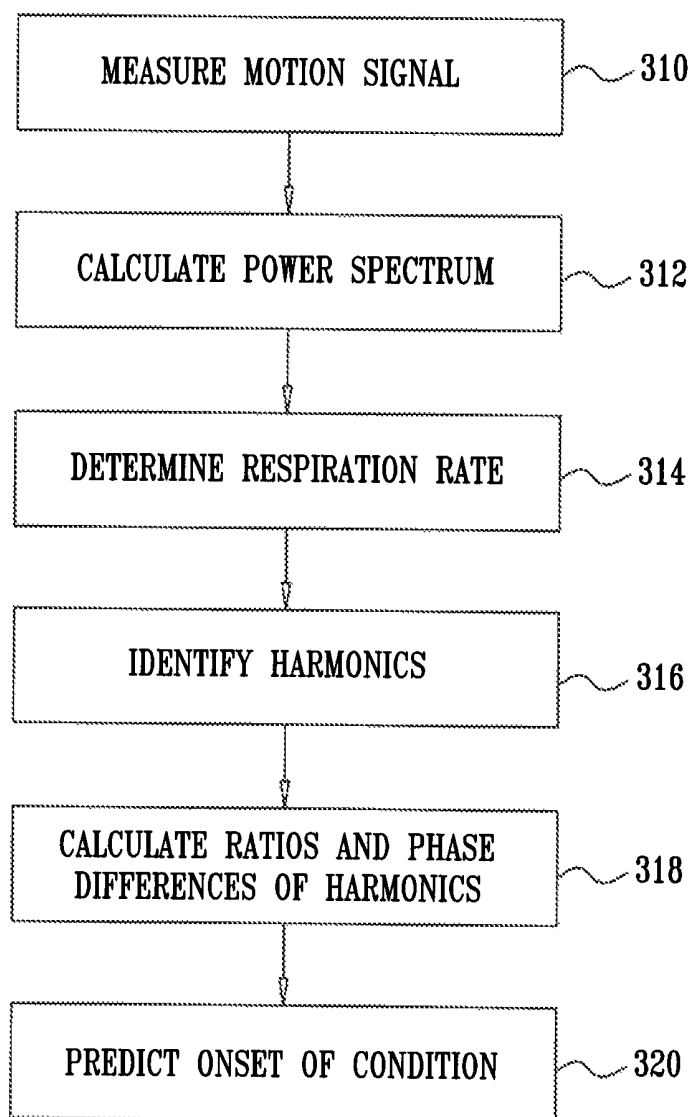 MEASURE MOTION SIGNAL 310
CALCULATE POWER SPECTRUM 312
DETERMINE RESPIRATION RATE 314
IDENTIFY HARMONICS 316
CALCULATE RATIOS AND PHASE
DIFFERENCES OF HARMONICS 318
PREDICT ONSET OF CONDITION 320